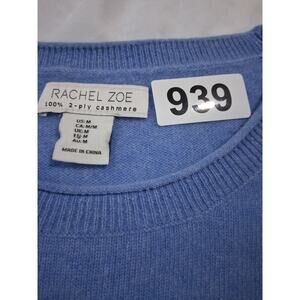 RACHEL ZOE
100% 2-ply cashmere
939
US:M
CA:M/M
UK:M
EU:M
AU:M
MADE IN CHINA